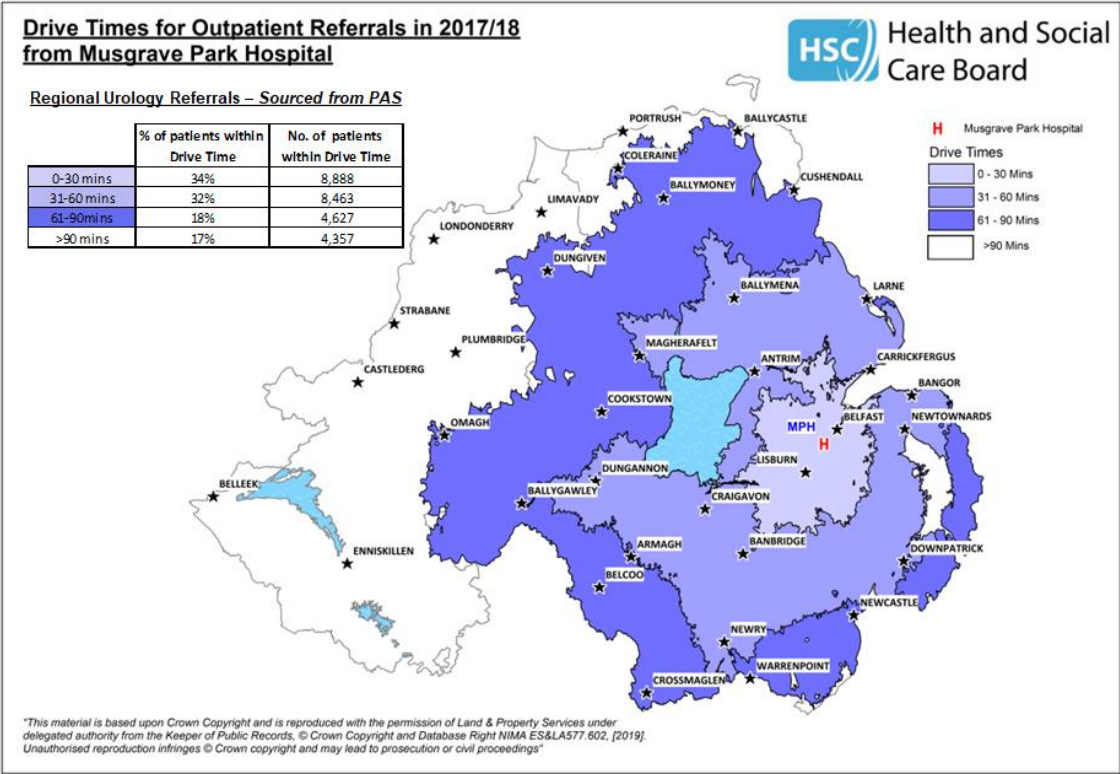 Drive Times for Outpatient Referrals in 2017/18
from Musgrave Park Hospital
HSC Health and Social
Care Board
Regional Urology Referrals – Sourced from PAS
% of patients within Drive Time No. of patients within Drive Time
0-30 mins 34% 8,888
31-60 mins 32% 8,463
61-90mins 18% 4,627
>90 mins 17% 4,357
H Musgrave Park Hospital
Drive Times
0 - 30 Mins
31 - 60 Mins
61 - 90 Mins
>90 Mins
PORTRUSH
BALLYCASTLE
COLERAINE
CUSHENDALL
BALLYMONEY
LIMAVADY
LONDONDERRY
DUNGIVEN
BALLYMENA
LARNE
STRABANE
PLUMBRIDGE
MAGHERAFELT
ANTRIM
CARRICKFERGUS
CASTLEDERG
BANGOR
COOKSTOWN
OMAGH
MPH
BELFAST
NEWTOWNARDS
H
LISBURN
DUNGANNON
BELLEEK
BALLYGAWLEY
CRAIGAVON
ENNISKILLEN
ARMAGH
BANBRIDGE
DOWNPATRICK
BELCOO
NEWCASTLE
NEWRY
WARRENPOINT
CROSSMAGLEN
"This material is based upon Crown Copyright and is reproduced with the permission of Land & Property Services under
delegated authority from the Keeper of Public Records, © Crown Copyright and Database Right NIMA ES&LA577.602, [2019].
Unauthorised reproduction infringes © Crown copyright and may lead to prosecution or civil proceedings"